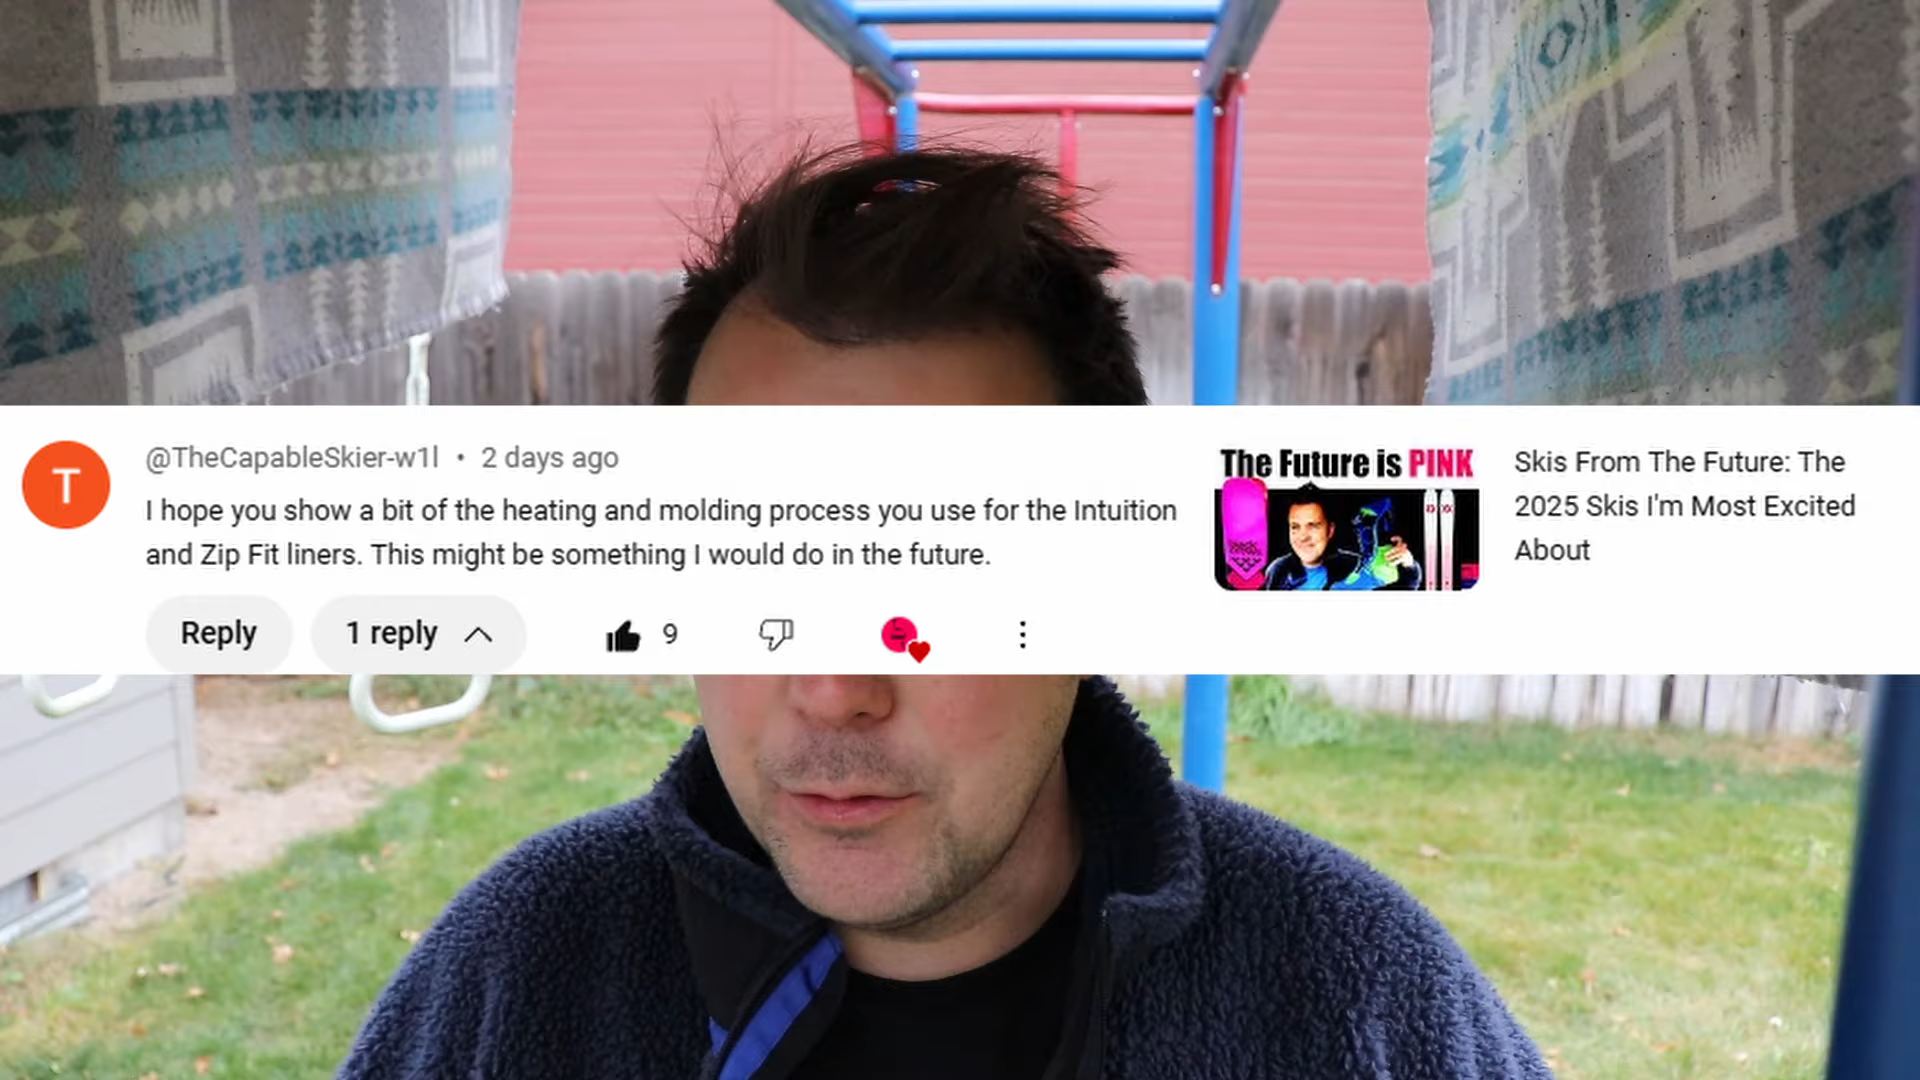 @TheCapableSkier-w1l • 2 days ago
I hope you show a bit of the heating and molding process you use for the Intuition
and Zip Fit liners. This might be something I would do in the future.
T
Reply
1 reply
9
The Future is PINK
Skis From The Future: The
2025 Skis I'm Most Excited
About